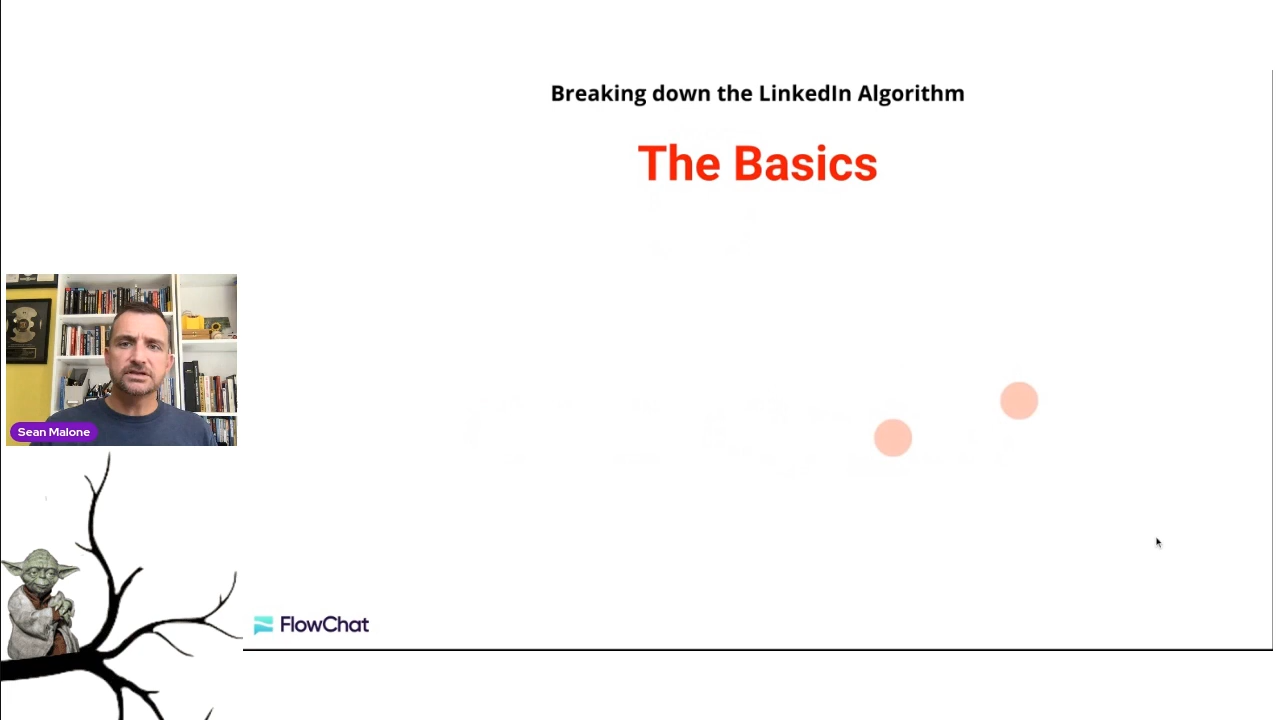 Breaking down the LinkedIn Algorithm
The Basics
Sean Malone
FlowChat